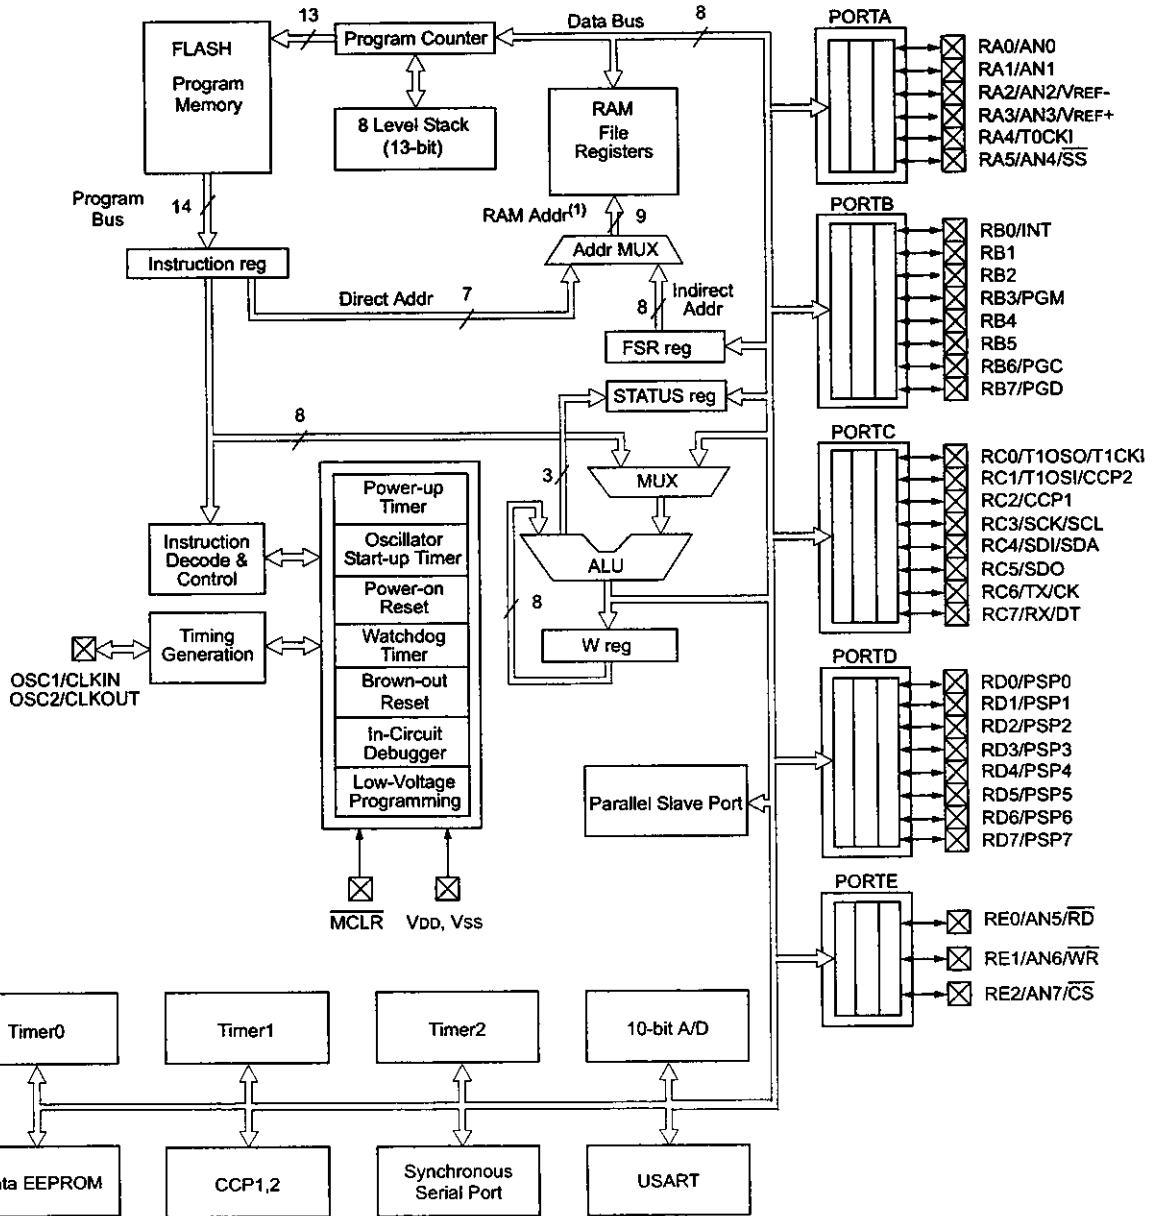 13
Data Bus
8
PORTA
FLASH
Program
Memory
Program Counter
8 Level Stack
(13-bit)
RAM
File
Registers
RA0/AN0
RA1/AN1
RA2/AN2/VREF-
RA3/AN3/VREF+
RA4/T0CKI
RA5/AN4/SS
Program
Bus
14
RAM Addr(1)
9
PORTB
Instruction reg
Addr MUX
Direct Addr
7
8
Indirect
Addr
FSR reg
RB0/INT
RB1
RB2
RB3/PGM
RB4
RB5
RB6/PGC
RB7/PGD
STATUS reg
8
3
MUX
PORTC
RC0/T1OSO/T1CKI
RC1/T1OSI/CCP2
RC2/CCP1
RC3/SCK/SCL
RC4/SDI/SDA
RC5/SDO
RC6/TX/CK
RC7/RX/DT
Power-up
Timer
Oscillator
Start-up Timer
Power-on
Reset
Watchdog
Timer
Brown-out
Reset
In-Circuit
Debugger
Low-Voltage
Programming
Instruction
Decode &
Control
ALU
8
W reg
Timing
Generation
OSC1/CLKIN
OSC2/CLKOUT
PORTD
RD0/PSP0
RD1/PSP1
RD2/PSP2
RD3/PSP3
RD4/PSP4
RD5/PSP5
RD6/PSP6
RD7/PSP7
Parallel Slave Port
MCLR
VDD, VSS
PORTE
RE0/AN5/RD
RE1/AN6/WR
RE2/AN7/CS
Timer0
Timer1
Timer2
10-bit A/D
ata EEPROM
CCP1,2
Synchronous
Serial Port
USART